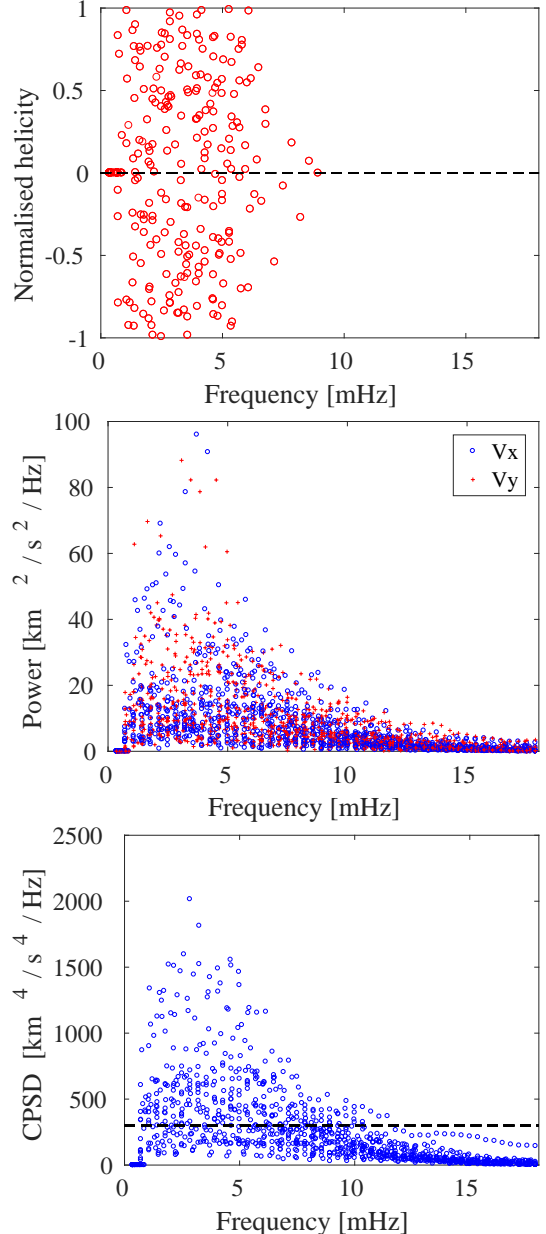 1
0.5
0
-0.5
-1
Normalised helicity
0 5 10 15
Frequency [mHz]
100
80
60
40
20
0
Power [km 2 / s 2 / Hz]
Vx
Vy
0 5 10 15
Frequency [mHz]
2500
2000
1500
1000
500
0
CPSD [km 4 / s 4 / Hz]
0 5 10 15
Frequency [mHz]